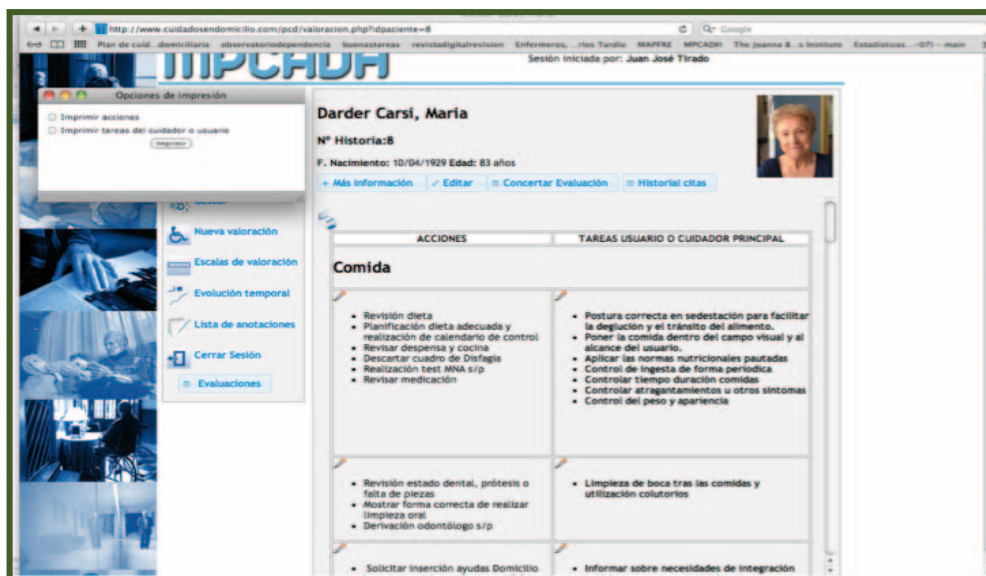 http://www.cuidadosendomicilio.com/pcd/valoracion.php?idpaciente=8
Google
Plan de cuid...domiciliaria observatoriodependencia buenastareas revistadigitalrevision Enfermeros, ...ries Tardio MAPFRE MPCADH The Joanna B...s Institute Estadísticas...-07) - main
MPCADH
Sesión iniciada por: Juan José Tirado
Opciones de impresión
Imprimir acciones
Imprimir tareas del cuidador o usuario
Imprimir
Darder Carsi, Maria
Nº Historia:8
F. Nacimiento: 10/04/1929 Edad: 83 años
+ Más información
Editar
Concertar Evaluación
Historial citas
Nueva valoración
Escalas de valoración
Evolución temporal
Lista de anotaciones
Cerrar Sesión
Evaluaciones
ACCIONES
TAREAS USUARIO O CUIDADOR PRINCIPAL
Comida
• Revisión dieta
• Planificación dieta adecuada y
realización de calendario de control
• Revisar despensa y cocina
• Descartar cuadro de Disfagia
• Realización test MNA s/p
• Revisar medicación
• Postura correcta en sedestación para facilitar
la deglución y el tránsito del alimento.
• Poner la comida dentro del campo visual y al
alcance del usuario.
• Aplicar las normas nutricionales pautadas
• Control de ingesta de forma periodica
• Controlar tiempo duración comidas
• Controlar atragantamientos u otros sintomas
• Control del peso y apariencia
• Revisión estado dental, prótesis o
falta de piezas
• Mostrar forma correcta de realizar
limpieza oral
• Derivación odontólogo s/p
• Limpieza de boca tras las comidas y
utilización colutorios
• Solicitar inserción ayudas Domicilio
• Informar sobre necesidades de integración